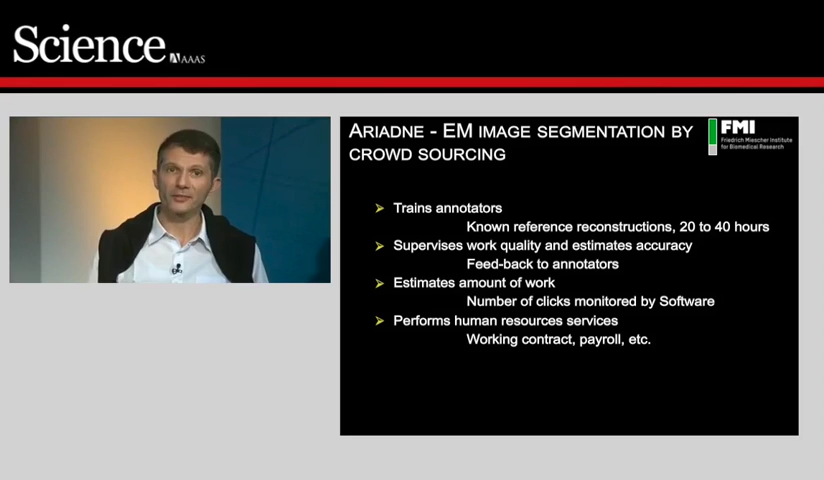 Science
AAAS
ARIADNE - EM IMAGE SEGMENTATION BY
CROWD SOURCING
FMI
Friedrich Miescher Institute
for Biomedical Research
Trains annotators
Known reference reconstructions, 20 to 40 hours
Supervises work quality and estimates accuracy
Feed-back to annotators
Estimates amount of work
Number of clicks monitored by Software
Performs human resources services
Working contract, payroll, etc.